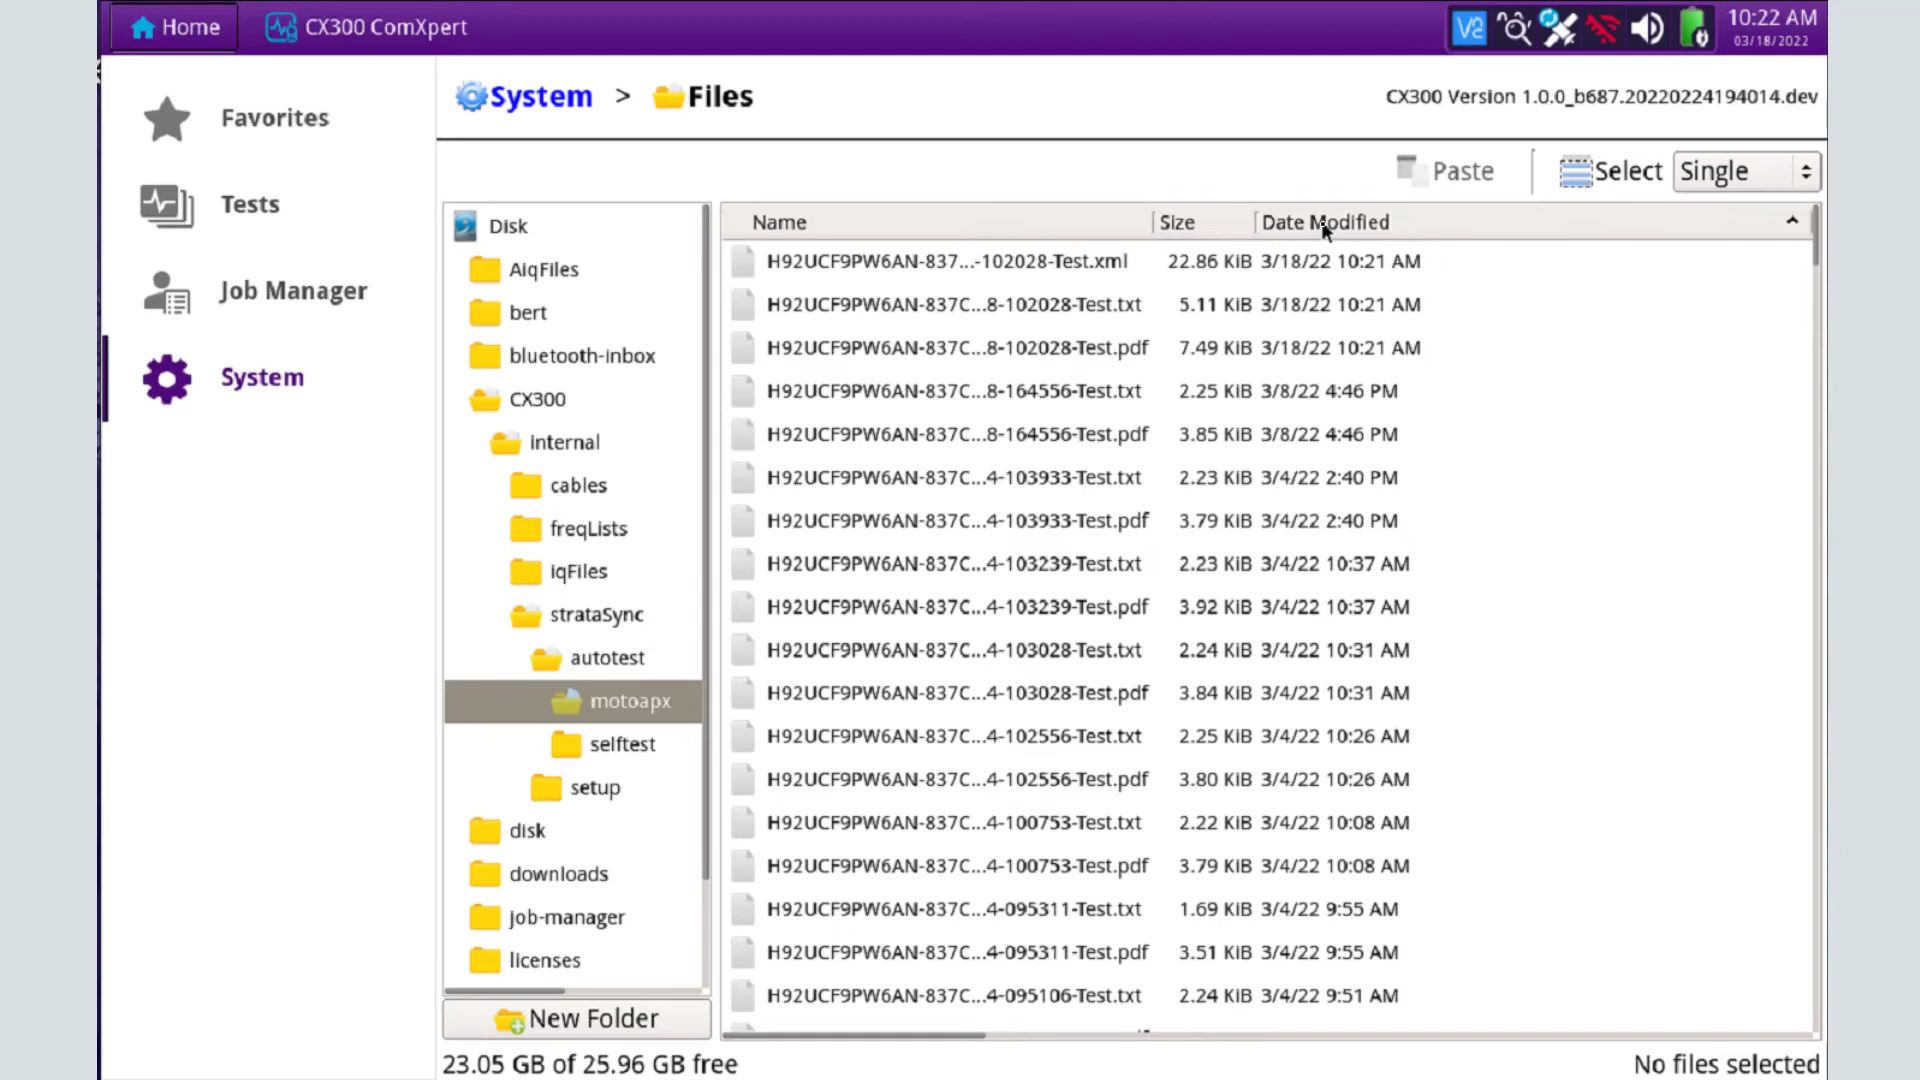 Home
CX300 ComXpert
10:22 AM
03/18/2022
Favorites
Tests
Job Manager
System
System > Files
CX300 Version 1.0.0_b687.20220224194014.dev
Paste
Select
Single
Disk
AiqFiles
bert
bluetooth-inbox
CX300
internal
cables
freqLists
iqFiles
strataSync
autotest
motoapx
selftest
setup
disk
downloads
job-manager
licenses
New Folder
Name Size Date Modified
H92UCF9PW6AN-837...-102028-Test.xml 22.86 KiB 3/18/22 10:21 AM
H92UCF9PW6AN-837C...8-102028-Test.txt 5.11 KiB 3/18/22 10:21 AM
H92UCF9PW6AN-837C...8-102028-Test.pdf 7.49 KiB 3/18/22 10:21 AM
H92UCF9PW6AN-837C...8-164556-Test.txt 2.25 KiB 3/8/22 4:46 PM
H92UCF9PW6AN-837C...8-164556-Test.pdf 3.85 KiB 3/8/22 4:46 PM
H92UCF9PW6AN-837C...4-103933-Test.txt 2.23 KiB 3/4/22 2:40 PM
H92UCF9PW6AN-837C...4-103933-Test.pdf 3.79 KiB 3/4/22 2:40 PM
H92UCF9PW6AN-837C...4-103239-Test.txt 2.23 KiB 3/4/22 10:37 AM
H92UCF9PW6AN-837C...4-103239-Test.pdf 3.92 KiB 3/4/22 10:37 AM
H92UCF9PW6AN-837C...4-103028-Test.txt 2.24 KiB 3/4/22 10:31 AM
H92UCF9PW6AN-837C...4-103028-Test.pdf 3.84 KiB 3/4/22 10:31 AM
H92UCF9PW6AN-837C...4-102556-Test.txt 2.25 KiB 3/4/22 10:26 AM
H92UCF9PW6AN-837C...4-102556-Test.pdf 3.80 KiB 3/4/22 10:26 AM
H92UCF9PW6AN-837C...4-100753-Test.txt 2.22 KiB 3/4/22 10:08 AM
H92UCF9PW6AN-837C...4-100753-Test.pdf 3.79 KiB 3/4/22 10:08 AM
H92UCF9PW6AN-837C...4-095311-Test.txt 1.69 KiB 3/4/22 9:55 AM
H92UCF9PW6AN-837C...4-095311-Test.pdf 3.51 KiB 3/4/22 9:55 AM
H92UCF9PW6AN-837C...4-095106-Test.txt 2.24 KiB 3/4/22 9:51 AM
23.05 GB of 25.96 GB free
No files selected